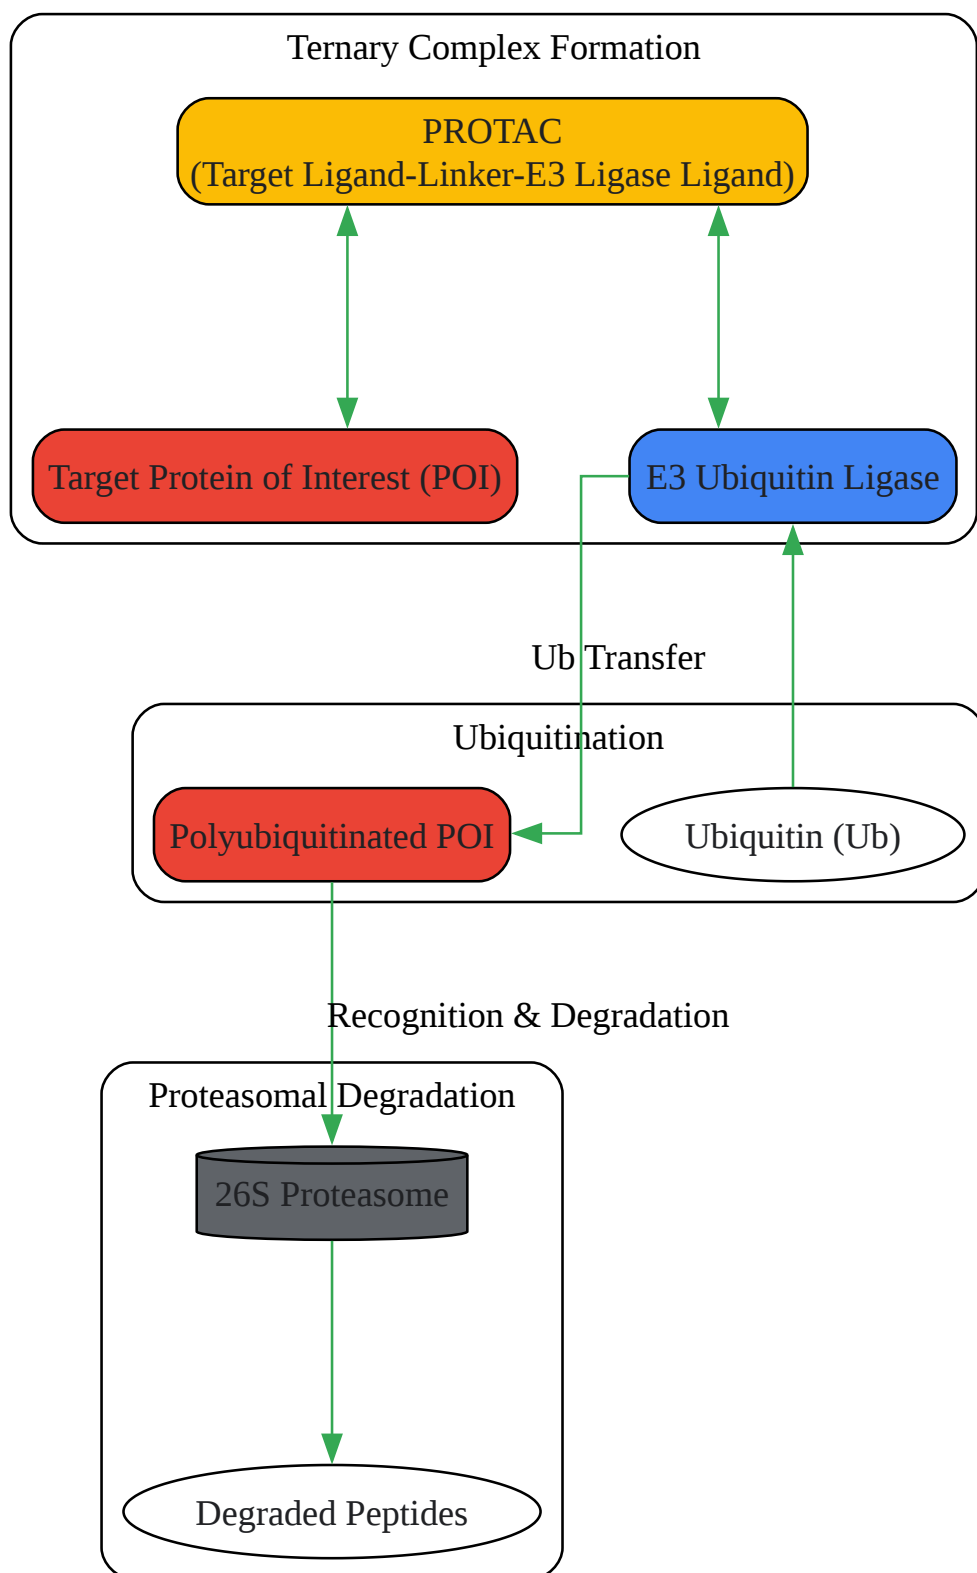 Ternary Complex Formation
PROTAC
(Target Ligand-Linker-E3 Ligase Ligand)
Target Protein of Interest (POI)
E3 Ubiquitin Ligase
Ub Transfer
Ubiquitination
Polyubiquitinated POI
Ubiquitin (Ub)
Recognition & Degradation
Proteasomal Degradation
26S Proteasome
Degraded Peptides